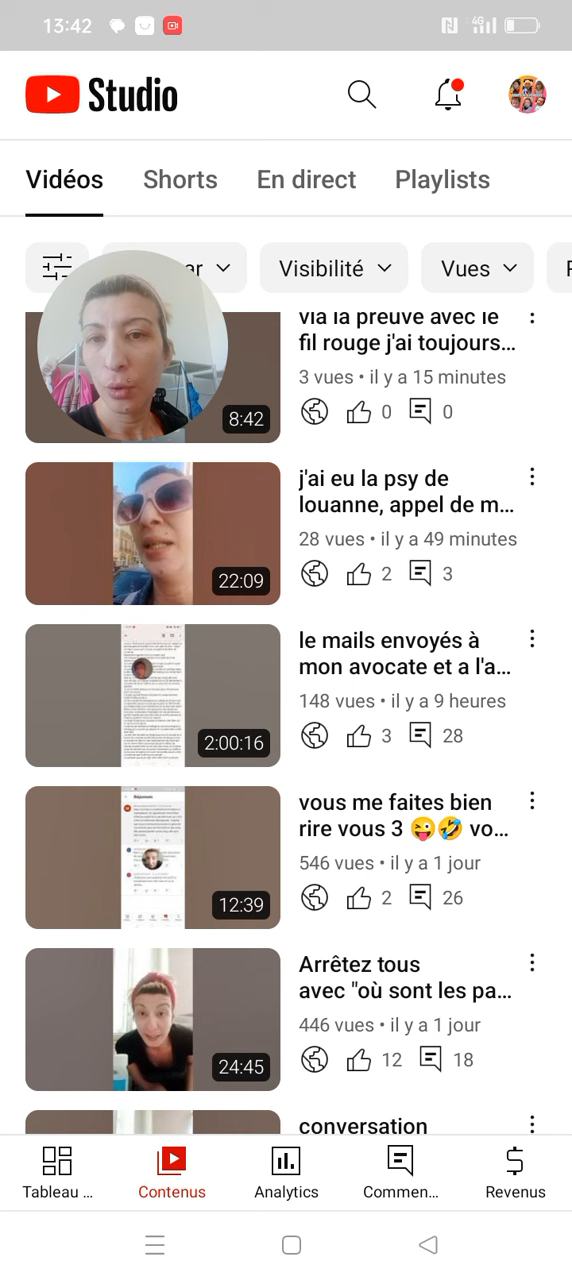 13:42
4G
Studio
Vidéos Shorts En direct Playlists
ar Visibilité Vues
via la preuve avec le
fil rouge j'ai toujours...
3 vues • il y a 15 minutes
0 0
8:42
j'ai eu la psy de
louanne, appel de m...
28 vues • il y a 49 minutes
2 3
22:09
le mails envoyés à
mon avocate et a l'a...
148 vues • il y a 9 heures
3 28
2:00:16
vous me faites bien
rire vous 3 😜🤣 vo...
546 vues • il y a 1 jour
2 26
12:39
Arrêtez tous
avec "où sont les pa...
446 vues • il y a 1 jour
12 18
24:45
conversation
Tableau ... Contenus Analytics Commen... Revenus